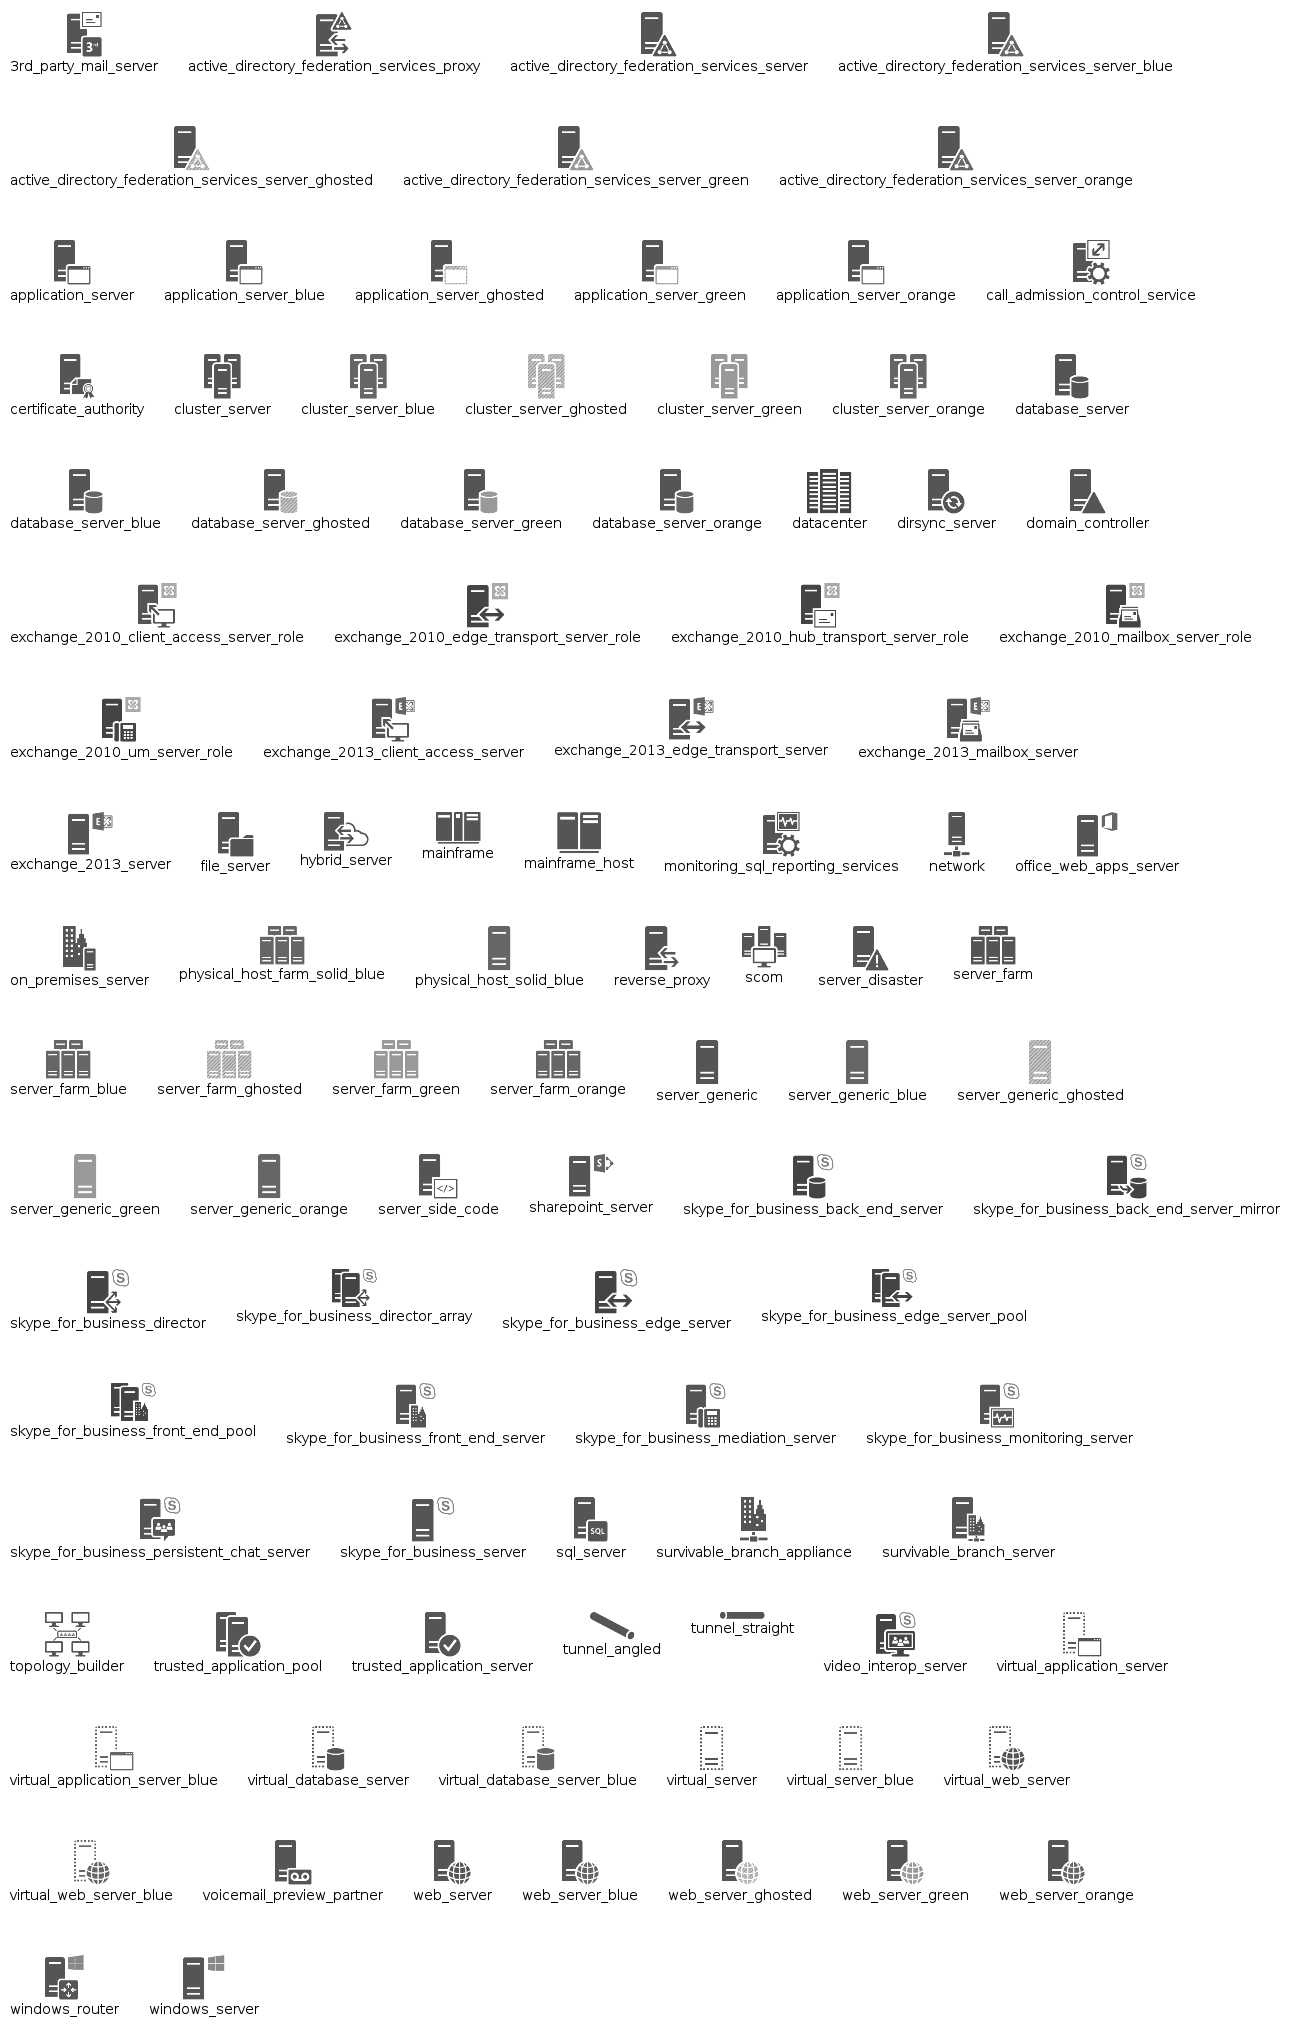 3rd_party_mail_server active_directory_federation_services_proxy active_directory_federation_services_server active_directory_federation_services_server_blue
active_directory_federation_services_server_ghosted active_directory_federation_services_server_green active_directory_federation_services_server_orange
application_server application_server_blue application_server_ghosted application_server_green application_server_orange call_admission_control_service
certificate_authority cluster_server cluster_server_blue cluster_server_ghosted cluster_server_green cluster_server_orange database_server
database_server_blue database_server_ghosted database_server_green database_server_orange datacenter dirsync_server domain_controller
exchange_2010_client_access_server_role exchange_2010_edge_transport_server_role exchange_2010_hub_transport_server_role exchange_2010_mailbox_server_role
exchange_2010_um_server_role exchange_2013_client_access_server exchange_2013_edge_transport_server exchange_2013_mailbox_server
exchange_2013_server file_server hybrid_server mainframe mainframe_host monitoring_sql_reporting_services network office_web_apps_server
on_premises_server physical_host_farm_solid_blue physical_host_solid_blue reverse_proxy scom server_disaster server_farm
server_farm_blue server_farm_ghosted server_farm_green server_farm_orange server_generic server_generic_blue server_generic_ghosted
server_generic_green server_generic_orange server_side_code sharepoint_server skype_for_business_back_end_server skype_for_business_back_end_server_mirror
skype_for_business_director skype_for_business_director_array skype_for_business_edge_server skype_for_business_edge_server_pool
skype_for_business_front_end_pool skype_for_business_front_end_server skype_for_business_mediation_server skype_for_business_monitoring_server
skype_for_business_persistent_chat_server skype_for_business_server sql_server survivable_branch_appliance survivable_branch_server
topology_builder trusted_application_pool trusted_application_server tunnel_angled tunnel_straight video_interop_server virtual_application_server
virtual_application_server_blue virtual_database_server virtual_database_server_blue virtual_server virtual_server_blue virtual_web_server
virtual_web_server_blue voicemail_preview_partner web_server web_server_blue web_server_ghosted web_server_green web_server_orange
windows_router windows_server